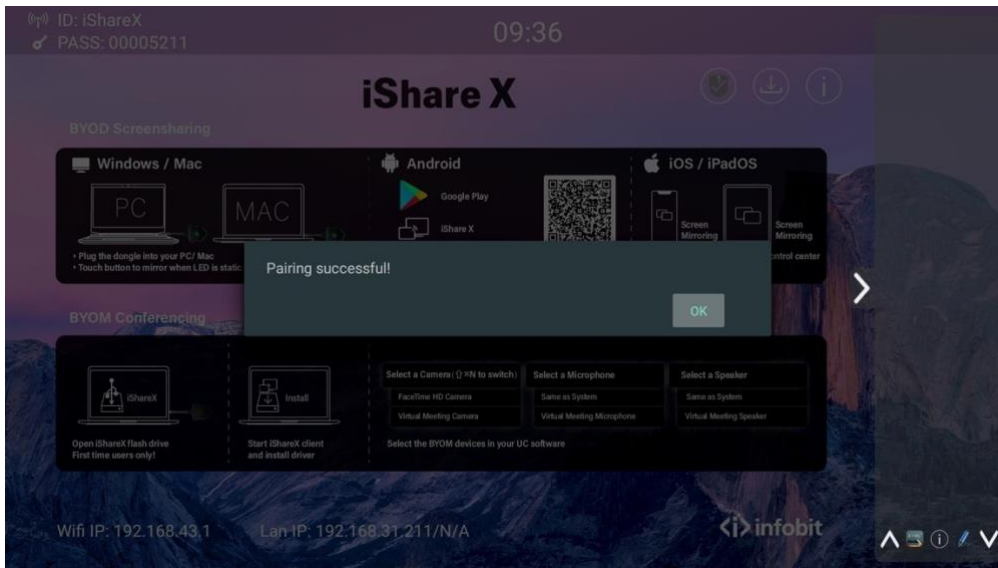 ID: iShareX
PASS: 00005211
09:36
iShare X
BYOD Screensharing
Windows / Mac
PC
MAC
• Plug the dongle into your PC/ Mac
• Touch button to mirror when LED is static
Android
Google Play
iShare X
iOS / iPadOS
Screen
Mirroring
Screen
Mirroring
ontrol center
Pairing successful!
OK
BYOM Conferencing
iShareX
Open iShareX flash drive
First time users only!
Install
Start iShareX client
and install driver
Select a Camera(⇧⌘N to switch)
FaceTime HD Camera
Virtual Meeting Camera
Select a Microphone
Same as System
Virtual Meeting Microphone
Select a Speaker
Same as System
Virtual Meeting Speaker
Select the BYOM devices in your UC software
Wifi IP: 192.168.43.1
Lan IP: 192.168.31.211/N/A
<i>infobit